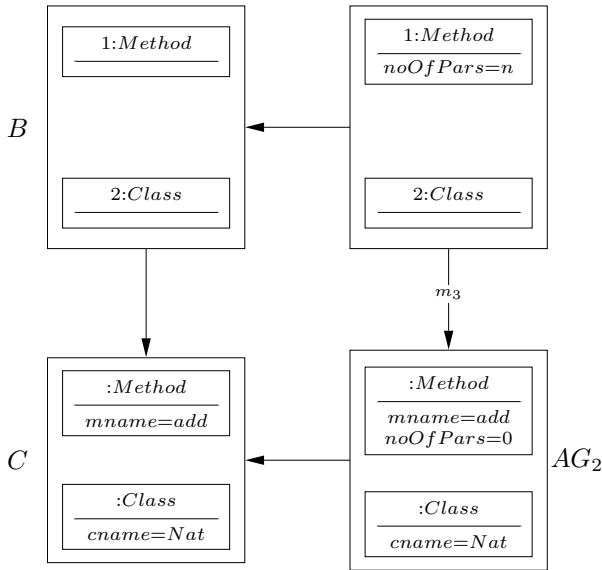 1:Method
1:Method
noOfPars=n
B
2:Class
2:Class
m3
:Method
mname=add
:Method
mname=add
noOfPars=0
C
AG2
:Class
cname=Nat
:Class
cname=Nat